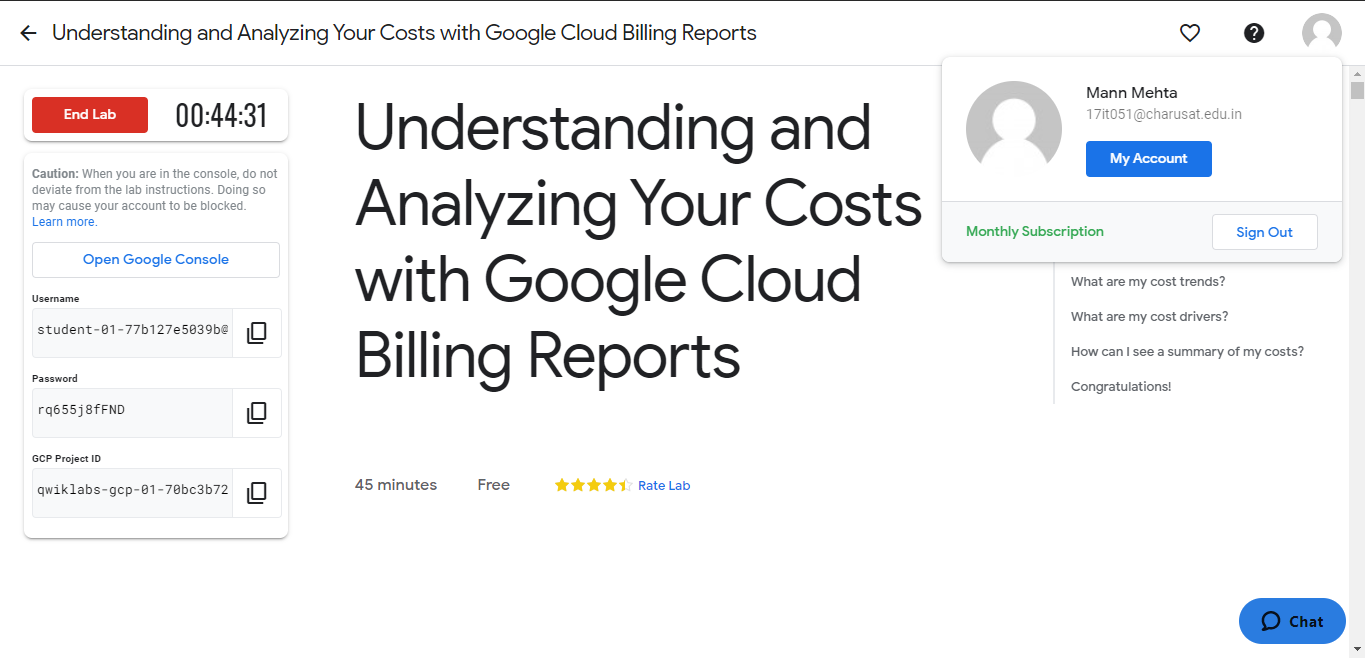 Understanding and Analyzing Your Costs with Google Cloud Billing Reports
End Lab
00:44:31
Caution: When you are in the console, do not
deviate from the lab instructions. Doing so
may cause your account to be blocked.
Learn more.
Open Google Console
Username
student-01-77b127e5039b@
Password
rq655j8fFND
GCP Project ID
qwiklabs-gcp-01-70bc3b72
Understanding and
Analyzing Your Costs
with Google Cloud
Billing Reports
45 minutes
Free
Rate Lab
Mann Mehta
17it051@charusat.edu.in
My Account
Monthly Subscription
Sign Out
What are my cost trends?
What are my cost drivers?
How can I see a summary of my costs?
Congratulations!
Chat